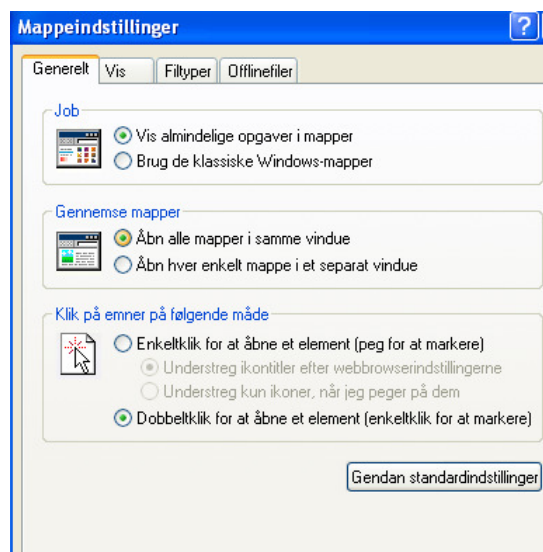 Mappeindstillinger
Generelt Vis Filtyper Offlinefiler
Job
Vis almindelige opgaver i mapper
Brug de klassiske Windows-mapper
Gennemse mapper
Åbn alle mapper i samme vindue
Åbn hver enkelt mappe i et separat vindue
Klik på emner på følgende måde
Enkeltklik for at åbne et element (peg for at markere)
Understreg ikontitler efter webbrowserindstillingerne
Understreg kun ikoner, når jeg peger på dem
Dobbeltklik for at åbne et element (enkeltklik for at markere)
Gendan standardindstillinger